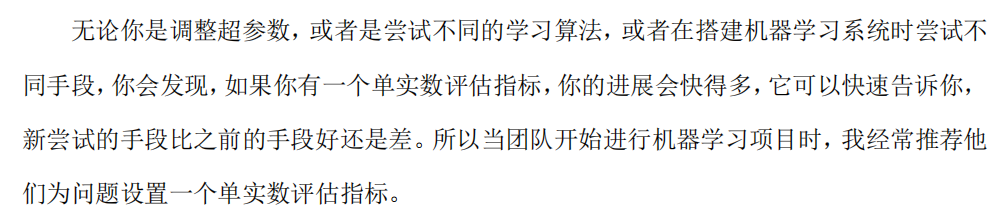 无论你是调整超参数，或者是尝试不同的学习算法，或者在搭建机器学习系统时尝试不
同手段，你会发现，如果你有一个单实数评估指标，你的进展会快得多，它可以快速告诉你，
新尝试的手段比之前的手段好还是差。所以当团队开始进行机器学习项目时，我经常推荐他
们为问题设置一个单实数评估指标。